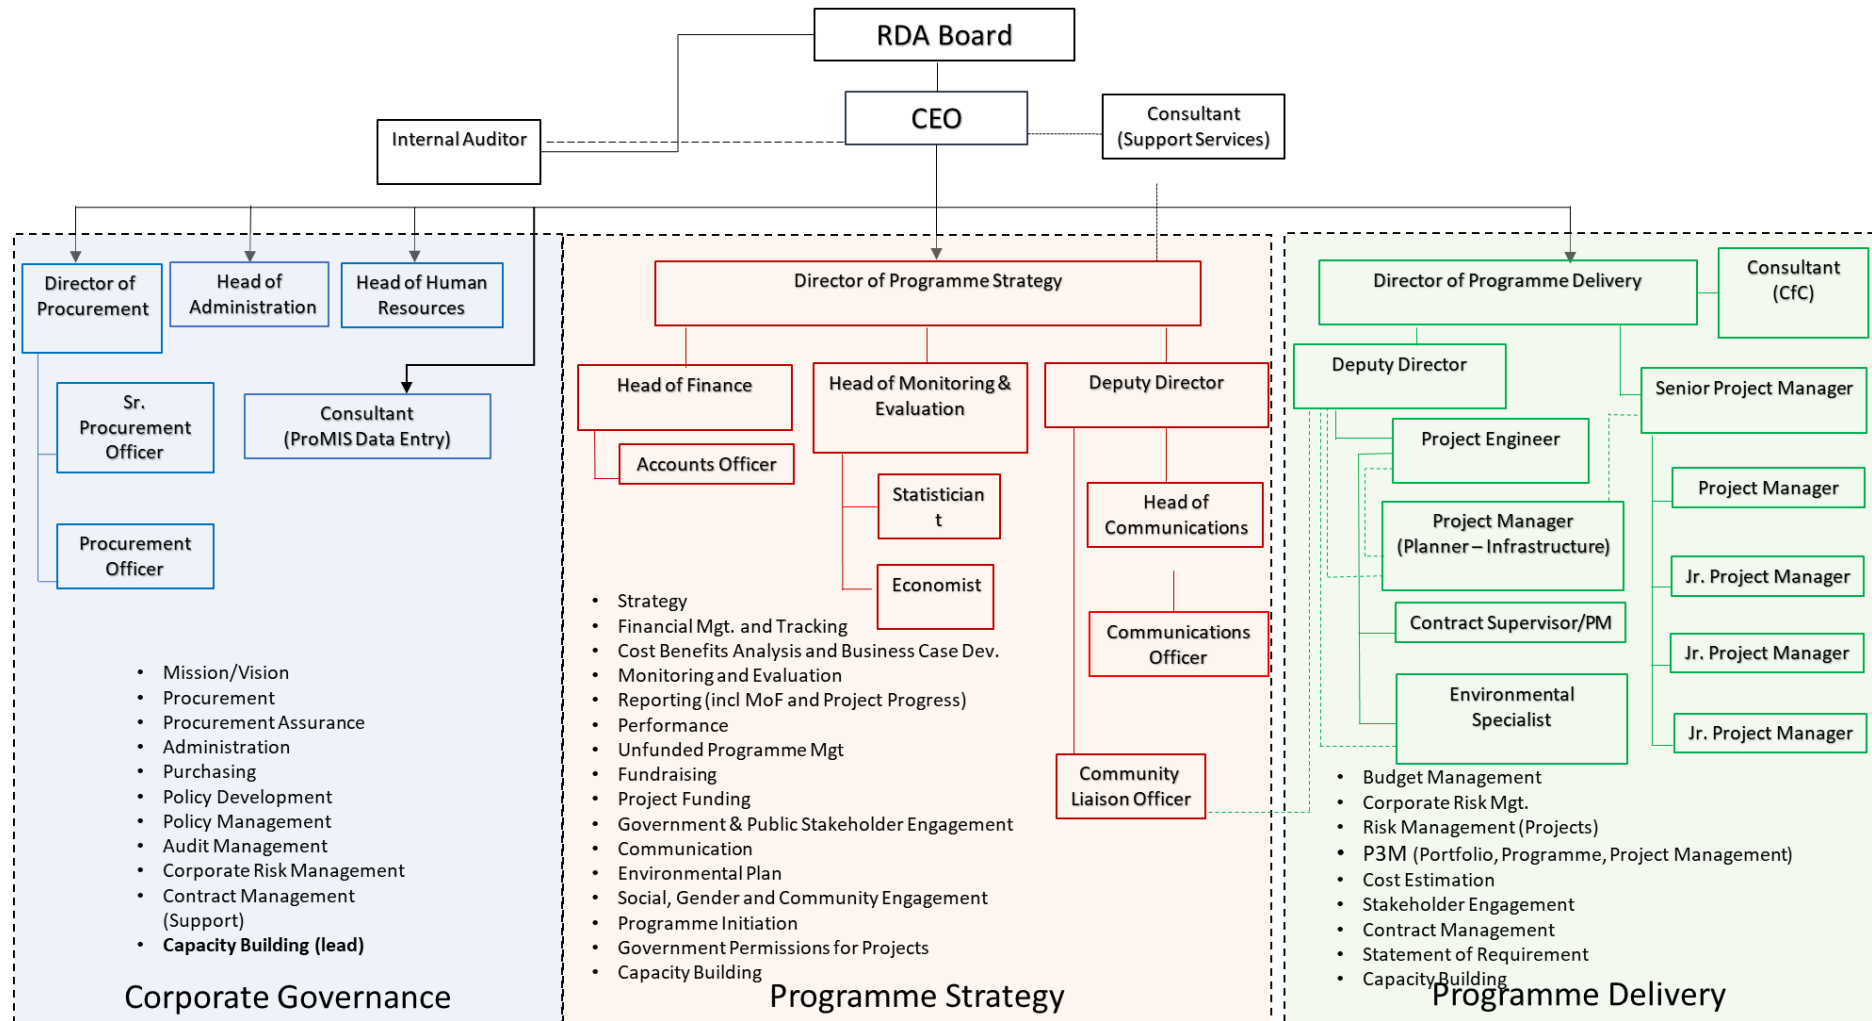 RDA Board
CEO
Internal Auditor
Consultant
(Support Services)
Director of
Procurement
Head of
Administration
Head of Human
Resources
Sr.
Procurement
Officer
Consultant
(ProMIS Data Entry)
Procurement
Officer
• Mission/Vision
• Procurement
• Procurement Assurance
• Administration
• Purchasing
• Policy Development
• Policy Management
• Audit Management
• Corporate Risk Management
• Contract Management
(Support)
• Capacity Building (lead)
Corporate Governance
Director of Programme Strategy
Head of Finance
Accounts Officer
Head of Monitoring &
Evaluation
Statistician
t
Economist
Deputy Director
Head of
Communications
Communications
Officer
Community
Liaison Officer
• Strategy
• Financial Mgt. and Tracking
• Cost Benefits Analysis and Business Case Dev.
• Monitoring and Evaluation
• Reporting (incl MoF and Project Progress)
• Performance
• Unfunded Programme Mgt
• Fundraising
• Project Funding
• Government & Public Stakeholder Engagement
• Communication
• Environmental Plan
• Social, Gender and Community Engagement
• Programme Initiation
• Government Permissions for Projects
• Capacity Building
Programme Strategy
Director of Programme Delivery
Consultant
(CfC)
Deputy Director
Senior Project Manager
Project Engineer
Project Manager
(Planner – Infrastructure)
Contract Supervisor/PM
Environmental
Specialist
Project Manager
Jr. Project Manager
Jr. Project Manager
Jr. Project Manager
• Budget Management
• Corporate Risk Mgt.
• Risk Management (Projects)
• P3M (Portfolio, Programme, Project Management)
• Cost Estimation
• Stakeholder Engagement
• Contract Management
• Statement of Requirement
• Capacity Building
Programme Delivery